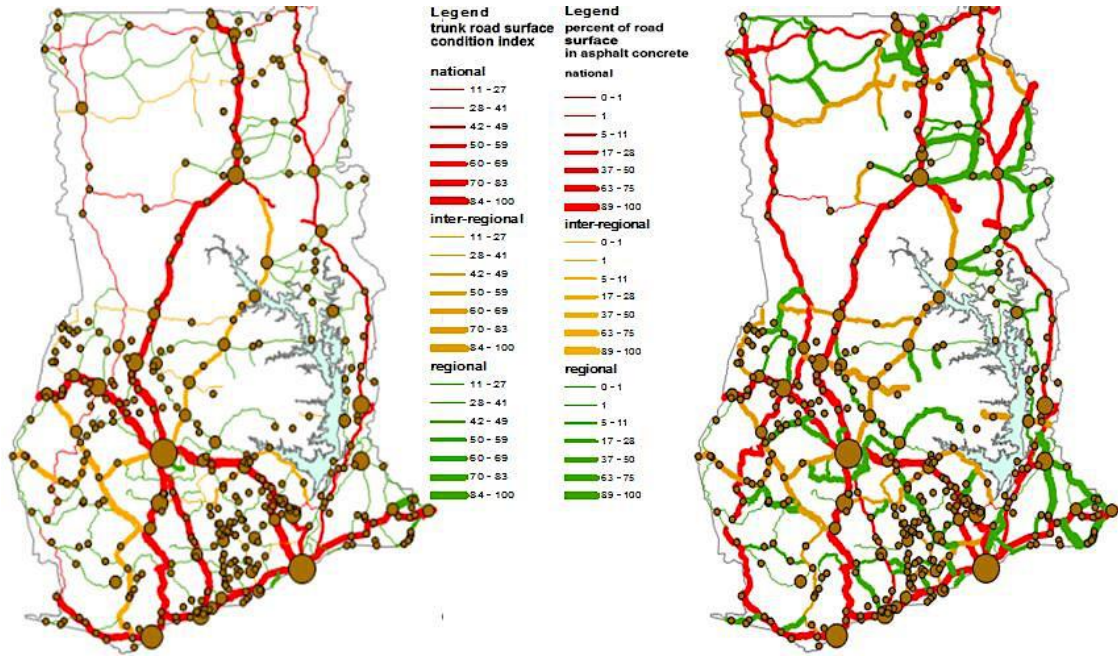 Legend
trunk road surface
condition index
national
11 - 27
28 - 41
42 - 49
50 - 59
60 - 69
70 - 83
84 - 100
inter-regional
11 - 27
28 - 41
42 - 49
50 - 59
60 - 69
70 - 83
84 - 100
regional
11 - 27
28 - 41
42 - 49
50 - 59
60 - 69
70 - 83
84 - 100
Legend
percent of road
surface
in asphalt concrete
national
0 - 1
1
5 - 11
17 - 28
37 - 50
63 - 75
89 - 100
inter-regional
0 - 1
1
5 - 11
17 - 28
37 - 50
63 - 75
89 - 100
regional
0 - 1
1
5 - 11
17 - 28
37 - 50
63 - 75
89 - 100